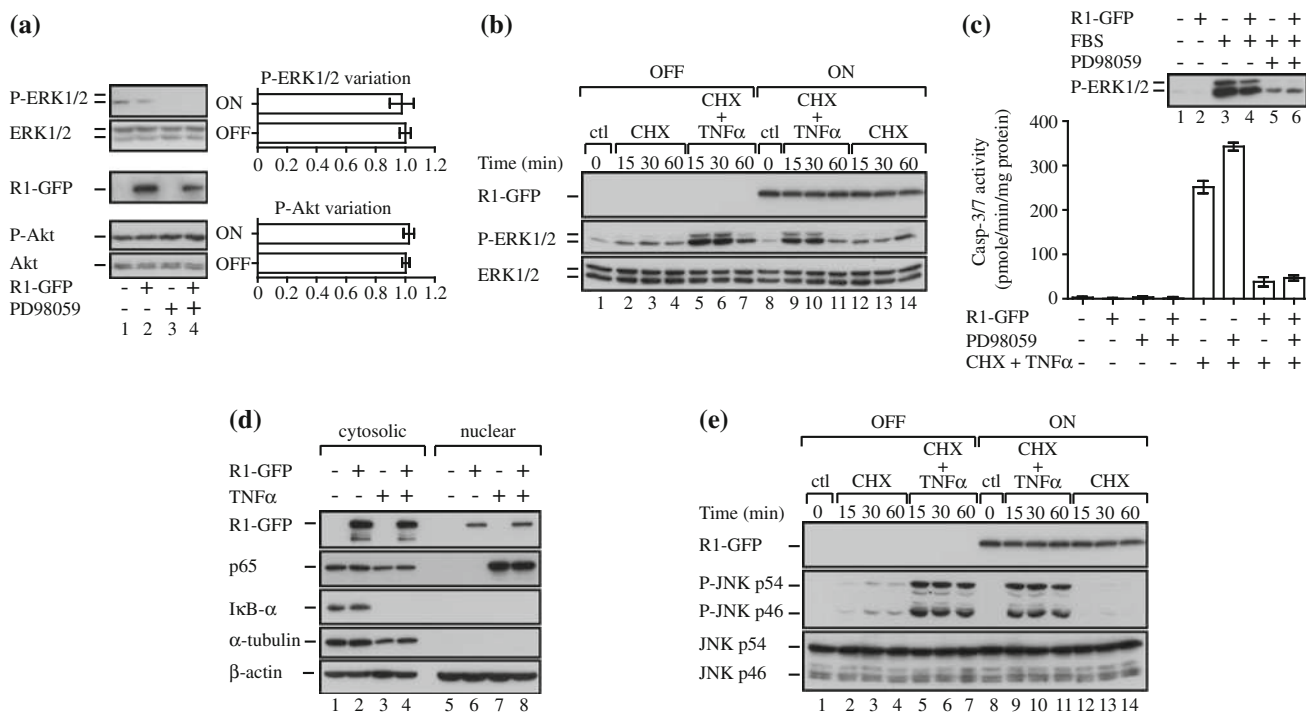 (a)
P-ERK1/2
ERK1/2
R1-GFP
P-Akt
Akt
R1-GFP - + - +
PD98059 - - + +
1 2 3 4
P-ERK1/2 variation
ON
OFF
0 0.2 0.4 0.6 0.8 1.0 1.2
P-Akt variation
ON
OFF
0 0.2 0.4 0.6 0.8 1.0 1.2
(b)
OFF ON
ctl CHX CHX + TNFα ctl CHX + TNFα CHX
Time (min) 0 15 30 60 15 30 60 0 15 30 60 15 30 60
R1-GFP
P-ERK1/2
ERK1/2
1 2 3 4 5 6 7 8 9 10 11 12 13 14
(c)
R1-GFP - + - + - +
FBS - - + + + +
PD98059 - - - - + +
P-ERK1/2
1 2 3 4 5 6
Casp-3/7 activity
(pmole/min/mg protein)
400
300
200
100
0
R1-GFP - + - + - - + +
PD98059 - - + + - + - +
CHX + TNFα - - - - + + + +
(d)
cytosolic nuclear
R1-GFP - + - + - + - +
TNFα - - + + - - + +
R1-GFP
p65
IκB-α
α-tubulin
β-actin
1 2 3 4 5 6 7 8
(e)
OFF ON
ctl CHX CHX + TNFα ctl CHX + TNFα CHX
Time (min) 0 15 30 60 15 30 60 0 15 30 60 15 30 60
R1-GFP
P-JNK p54
P-JNK p46
JNK p54
JNK p46
1 2 3 4 5 6 7 8 9 10 11 12 13 14